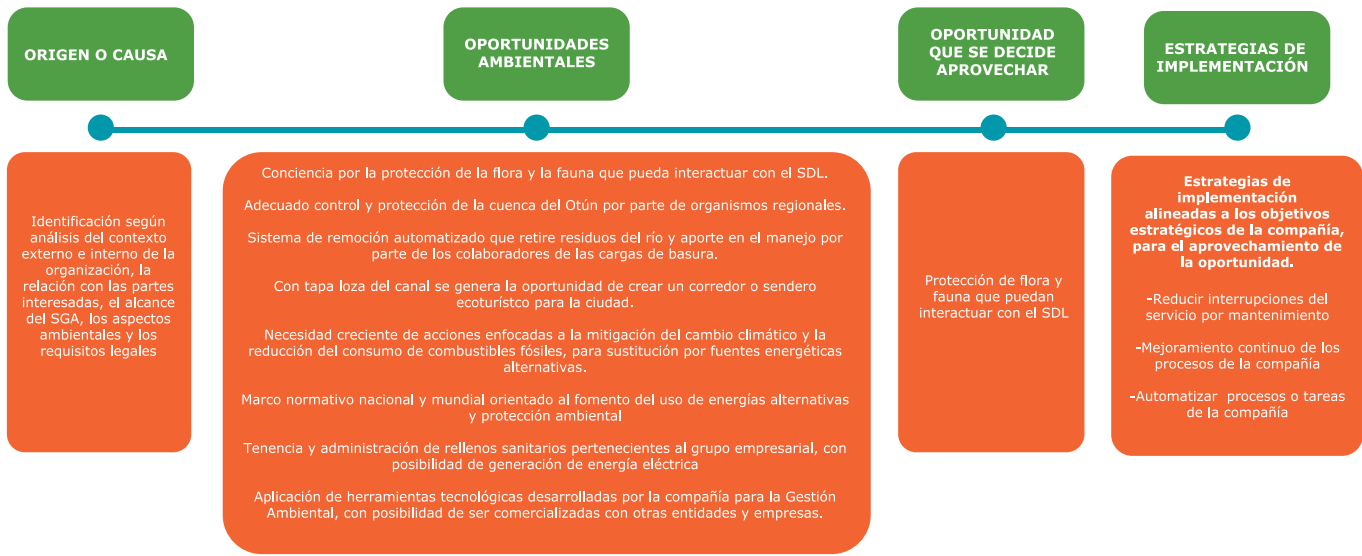 ORIGEN O CAUSA
OPORTUNIDADES
AMBIENTALES
OPORTUNIDAD
QUE SE DECIDE
APROVECHAR
ESTRATEGIAS DE
IMPLEMENTACIÓN
Identificación según
análisis del contexto
externo e interno de la
organización, la
relación con las partes
interesadas, el alcance
del SGA, los aspectos
ambientales y los
requisitos legales
Conciencia por la protección de la flora y la fauna que pueda interactuar con el SDL.
Adecuado control y protección de la cuenca del Otún por parte de organismos regionales.
Sistema de remoción automatizado que retire residuos del río y aporte en el manejo por
parte de los colaboradores de las cargas de basura.
Con tapa loza del canal se genera la oportunidad de crear un corredor o sendero
ecoturístco para la ciudad.
Necesidad creciente de acciones enfocadas a la mitigación del cambio climático y la
reducción del consumo de combustibles fósiles, para sustitución por fuentes energéticas
alternativas.
Marco normativo nacional y mundial orientado al fomento del uso de energías alternativas
y protección ambiental
Tenencia y administración de rellenos sanitarios pertenecientes al grupo empresarial, con
posibilidad de generación de energía eléctrica
Aplicación de herramientas tecnológicas desarrolladas por la compañía para la Gestión
Ambiental, con posibilidad de ser comercializadas con otras entidades y empresas.
Protección de flora y
fauna que puedan
interactuar con el SDL
Estrategias de
implementación
alineadas a los objetivos
estratégicos de la compañía,
para el aprovechamiento de
la oportunidad.
-Reducir interrupciones del
servicio por mantenimiento
-Mejoramiento continuo de los
procesos de la compañía
-Automatizar procesos o tareas
de la compañía